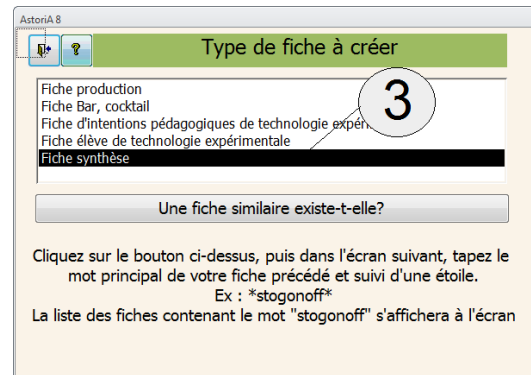 AstoriA 8
? Type de fiche à créer
Fiche production
Fiche Bar, cocktail
Fiche d'intentions pédagogiques de technologie expéri
Fiche élève de technologie expérimentale
Fiche synthèse
3
Une fiche similaire existe-t-elle?
Cliquez sur le bouton ci-dessus, puis dans l'écran suivant, tapez le
mot principal de votre fiche précédé et suivi d'une étoile.
Ex : *stogonoff*
La liste des fiches contenant le mot "stogonoff" s'affichera à l'écran